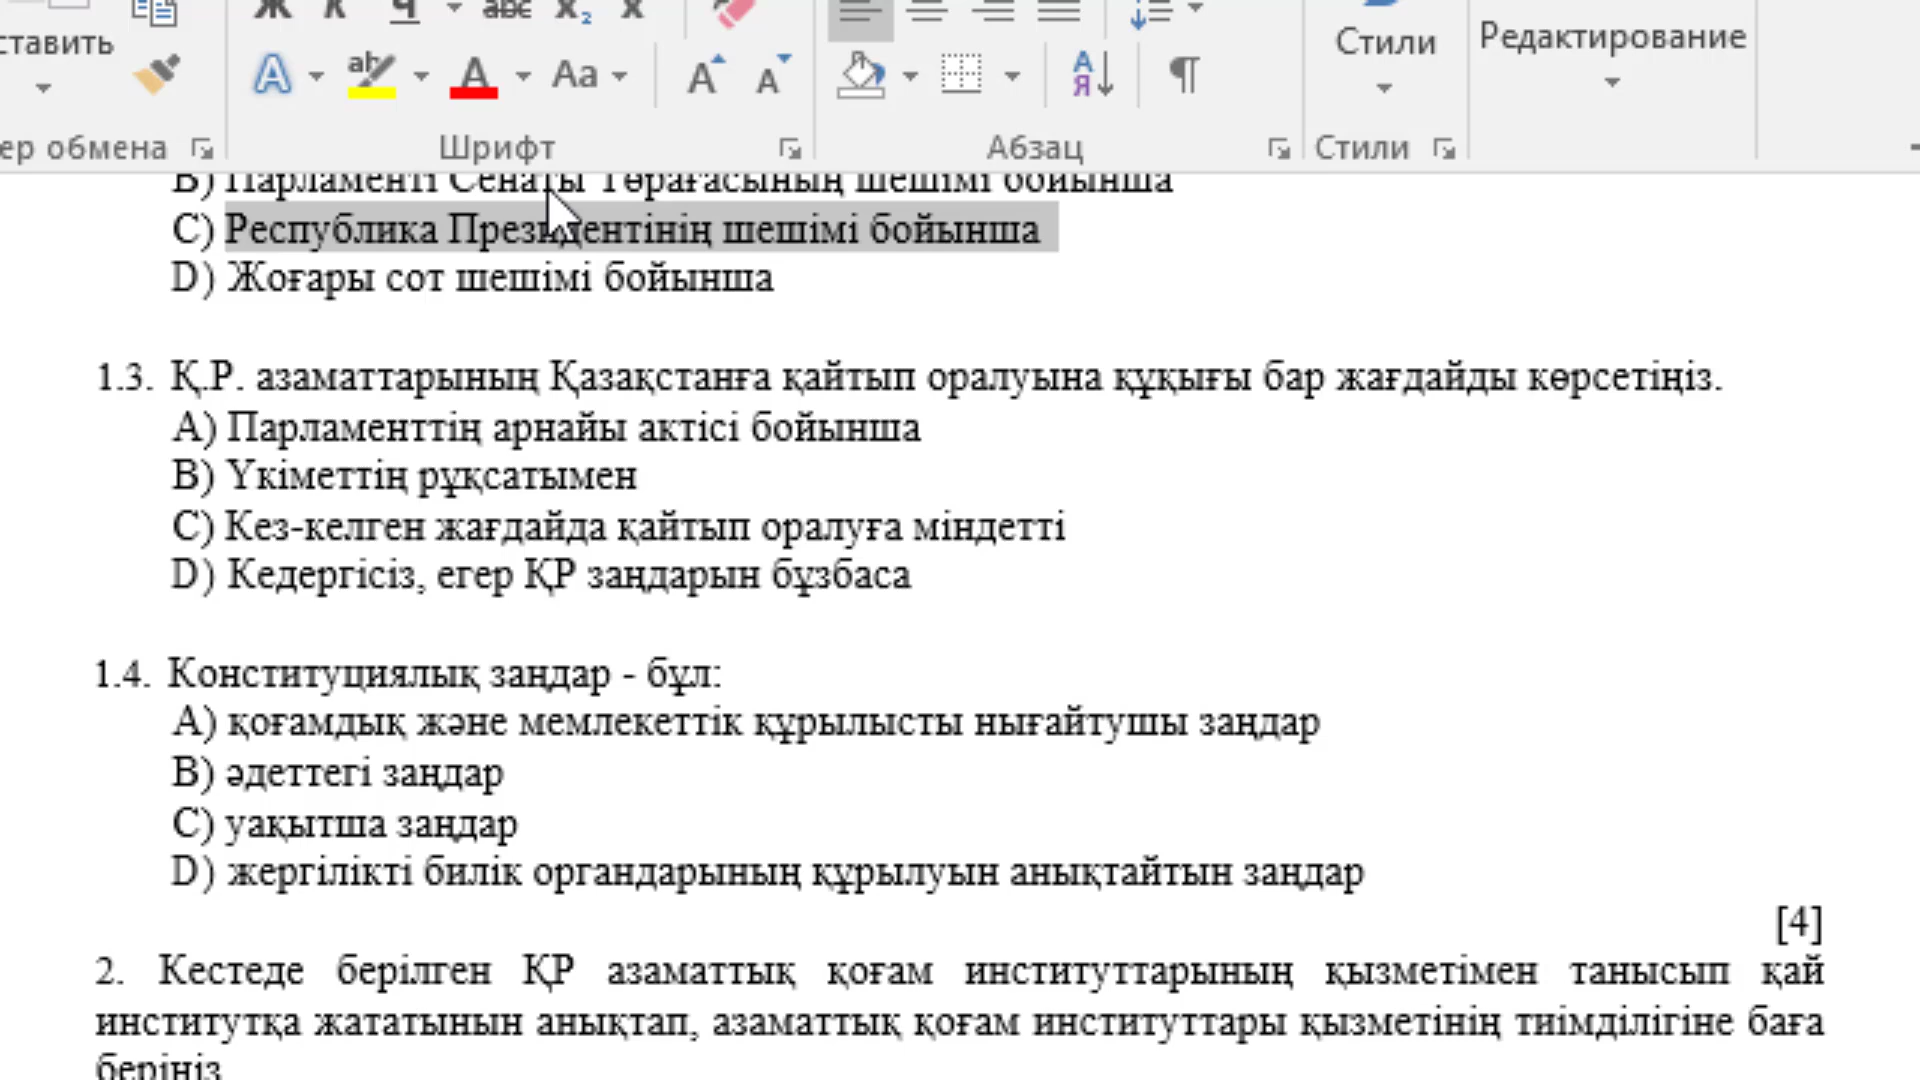 Ж К Ч abc X₂ X
ставить
A ab A Aa A A А Я ¶
Стили
Редактирование
ер обмена
Шрифт
Абзац
Стили
B) Парламенті Сенаты Төрағасының шешімі бойынша
C) Республика Президентінің шешімі бойынша
D) Жоғары сот шешімі бойынша
1.3. Қ.Р. азаматтарының Қазақстанға қайтып оралуына құқығы бар жағдайды көрсетіңіз.
A) Парламенттің арнайы актісі бойынша
B) Үкіметтің рұқсатымен
C) Кез-келген жағдайда қайтып оралуға міндетті
D) Кедергісіз, егер ҚР заңдарын бұзбаса
1.4. Конституциялық заңдар - бұл:
A) қоғамдық және мемлекеттік құрылысты нығайтушы заңдар
B) әдеттегі заңдар
C) уақытша заңдар
D) жергілікті билік органдарының құрылуын анықтайтын заңдар
[4]
2. Кестеде берілген ҚР азаматтық қоғам институттарының қызметімен танысып қай
институтқа жататынын анықтап, азаматтық қоғам институттары қызметінің тиімділігіне баға
беріңіз